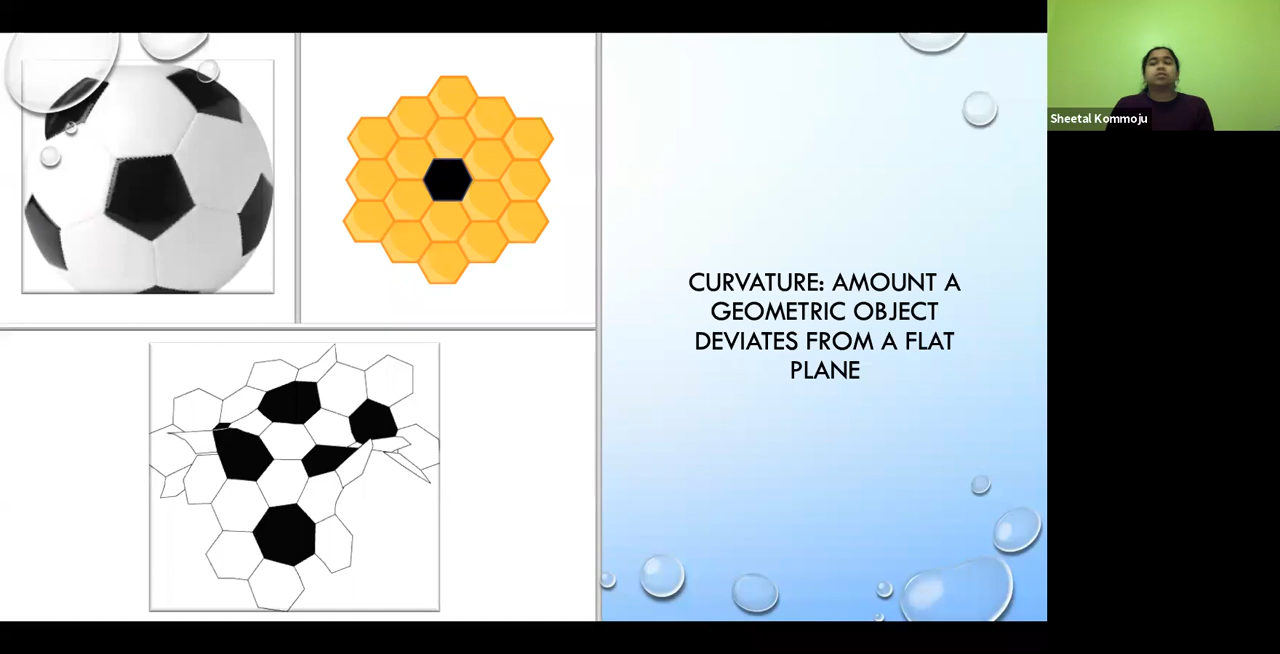 CURVATURE: AMOUNT A
GEOMETRIC OBJECT
DEVIATES FROM A FLAT
PLANE
Sheetal Kommoju